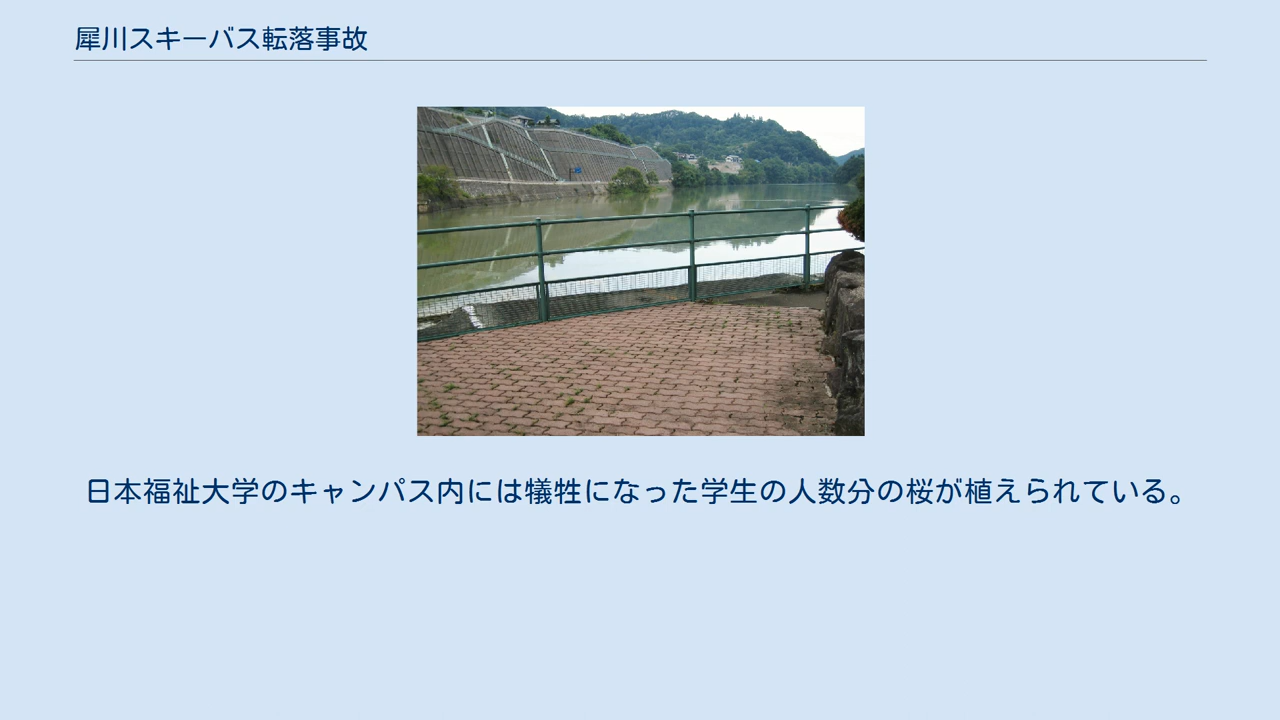 犀川スキーバス転落事故
日本福祉大学のキャンパス内には犠牲になった学生の人数分の桜が植えられている。